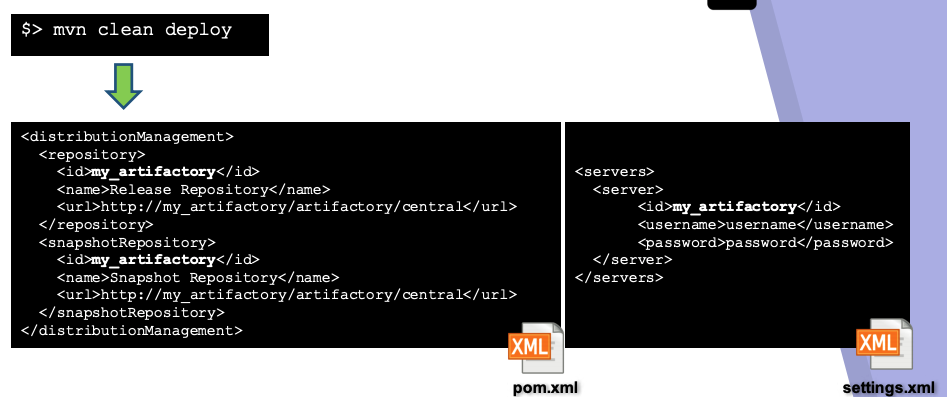 $> mvn clean deploy
<distributionManagement>
  <repository>
    <id>my_artifactory</id>
    <name>Release Repository</name>
    <url>http://my_artifactory/artifactory/central</url>
  </repository>
  <snapshotRepository>
    <id>my_artifactory</id>
    <name>Snapshot Repository</name>
    <url>http://my_artifactory/artifactory/central</url>
  </snapshotRepository>
</distributionManagement>
XML
pom.xml
<servers>
  <server>
    <id>my_artifactory</id>
    <username>username</username>
    <password>password</password>
  </server>
</servers>
XML
settings.xml